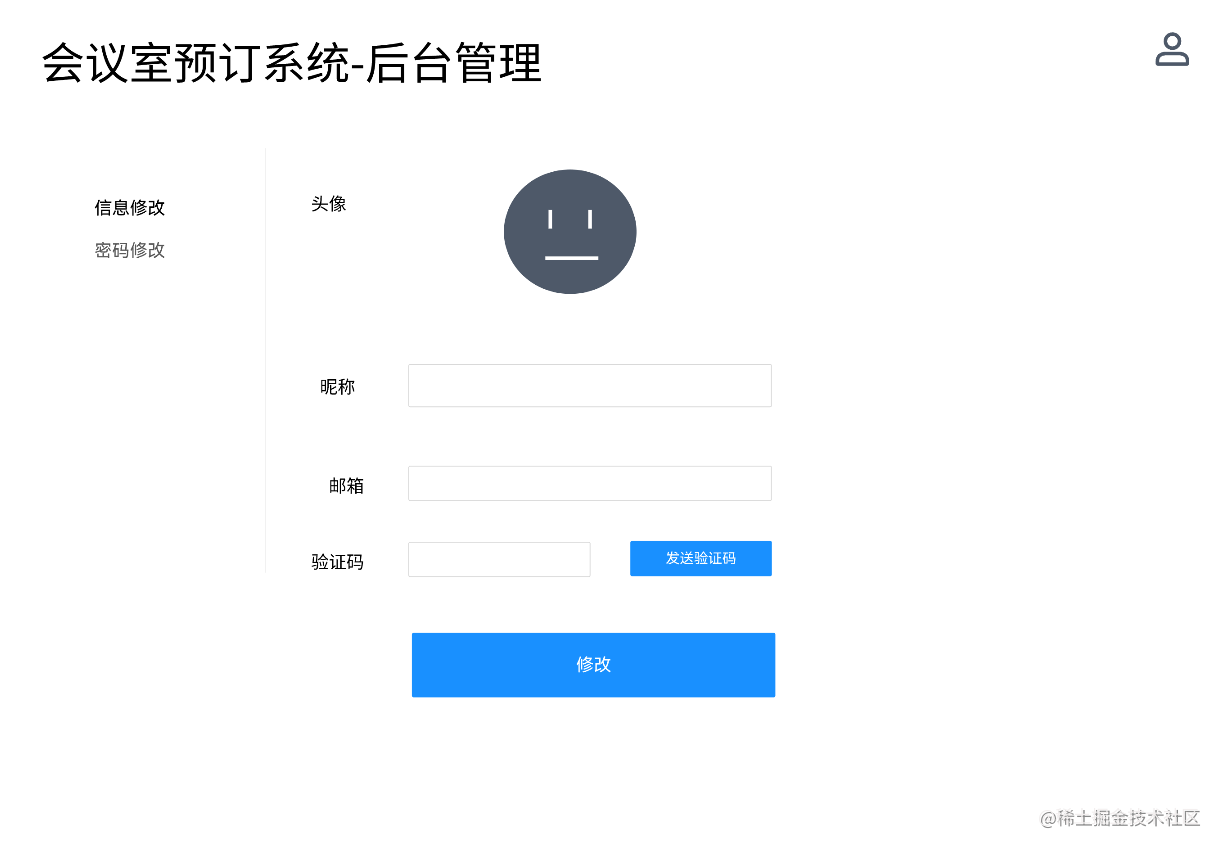 会议室预订系统-后台管理
信息修改
密码修改
头像
昵称
邮箱
验证码
发送验证码
修改
@稀土掘金技术社区